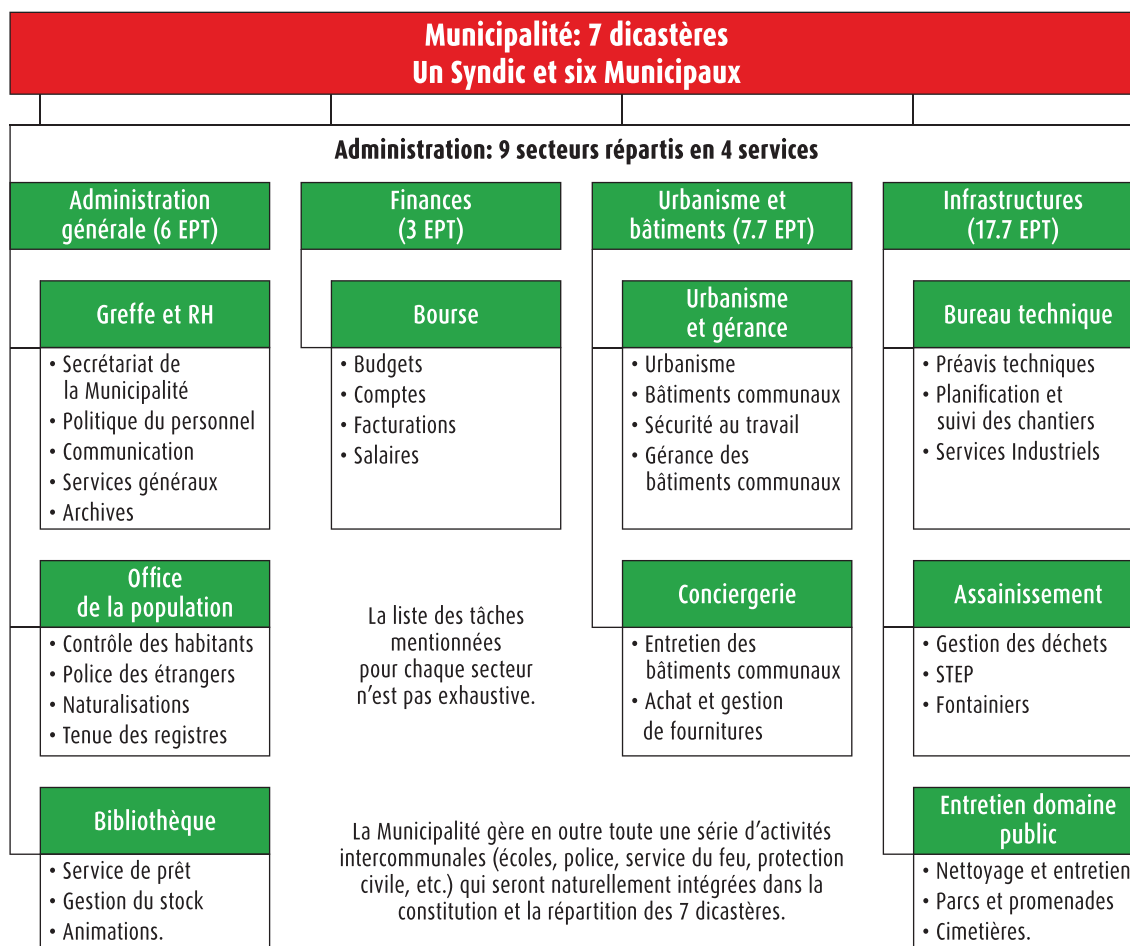 Municipalité: 7 dicastères
Un Syndic et six Municipaux
Administration: 9 secteurs répartis en 4 services
Administration
générale (6 EPT)
Greffe et RH
• Secrétariat de
la Municipalité
• Politique du personnel
• Communication
• Services généraux
• Archives
Office
de la population
• Contrôle des habitants
• Police des étrangers
• Naturalisations
• Tenue des registres
Bibliothèque
• Service de prêt
• Gestion du stock
• Animations.
Finances
(3 EPT)
Bourse
• Budgets
• Comptes
• Facturations
• Salaires
La liste des tâches
mentionnées
pour chaque secteur
n'est pas exhaustive.
Urbanisme et
bâtiments (7.7 EPT)
Urbanisme
et gérance
• Urbanisme
• Bâtiments communaux
• Sécurité au travail
• Gérance des
bâtiments communaux
Conciergerie
• Entretien des
bâtiments communaux
• Achat et gestion
de fournitures
La Municipalité gère en outre toute une série d'activités
intercommunales (écoles, police, service du feu, protection
civile, etc.) qui seront naturellement intégrées dans la
constitution et la répartition des 7 dicastères.
Infrastructures
(17.7 EPT)
Bureau technique
• Préavis techniques
• Planification et
suivi des chantiers
• Services Industriels
Assainissement
• Gestion des déchets
• STEP
• Fontainiers
Entretien domaine
public
• Nettoyage et entretien
• Parcs et promenades
• Cimetières.